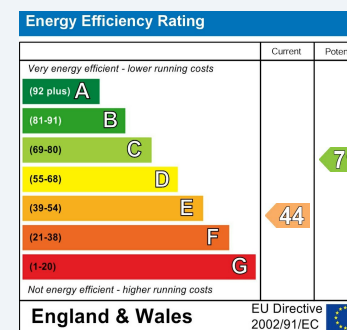 Energy Efficiency Rating
Current
Very energy efficient - lower running costs
(92 plus) A
(81-91) B
(69-80) C
(55-68) D
(39-54) E
44
(21-38) F
(1-20) G
Not energy efficient - higher running costs
England & Wales
EU Directive
2002/91/EC